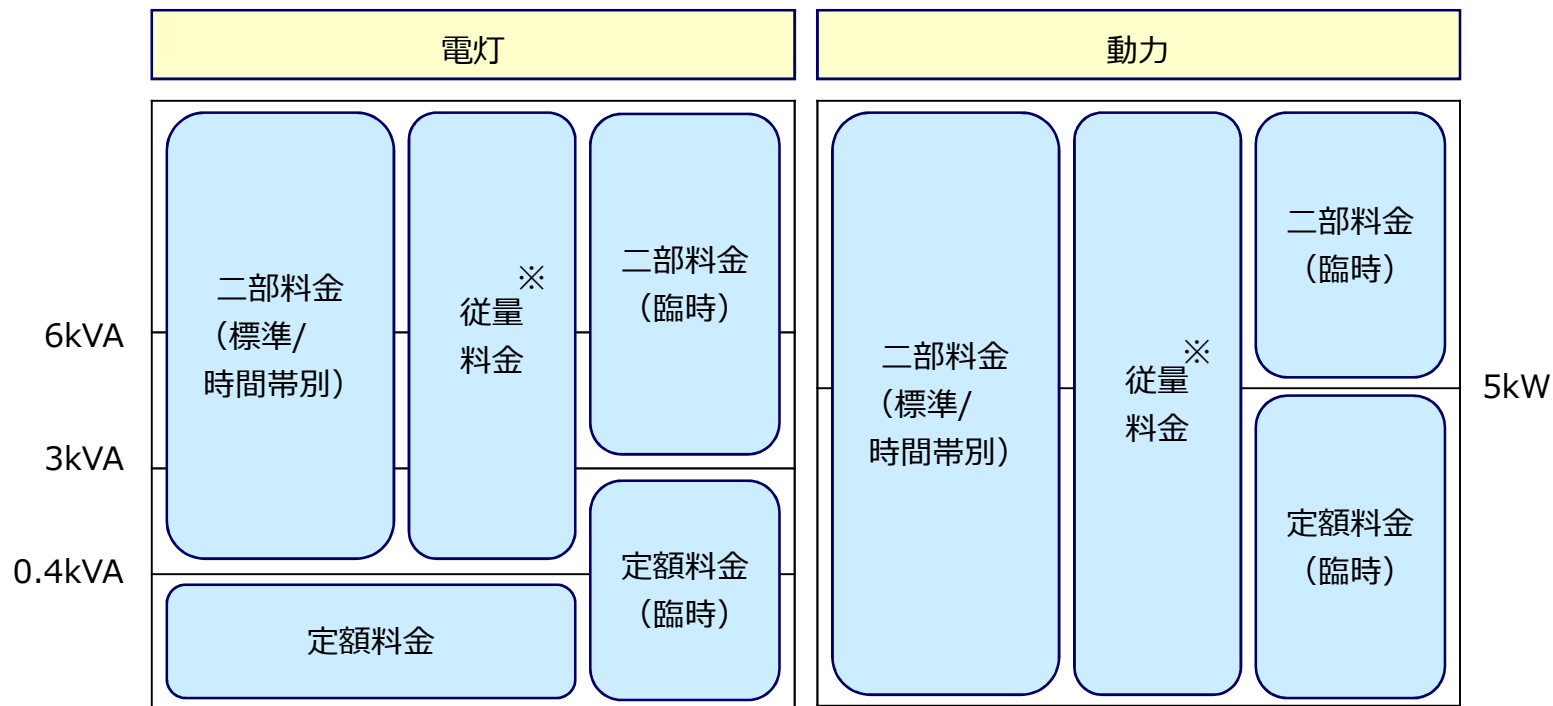 電灯
動力
6kVA
3kVA
0.4kVA
二部料金
（標準/
時間帯別）
従量※
料金
二部料金
（臨時）
定額料金
（臨時）
定額料金
二部料金
（標準/
時間帯別）
従量※
料金
二部料金
（臨時）
定額料金
（臨時）
5kW